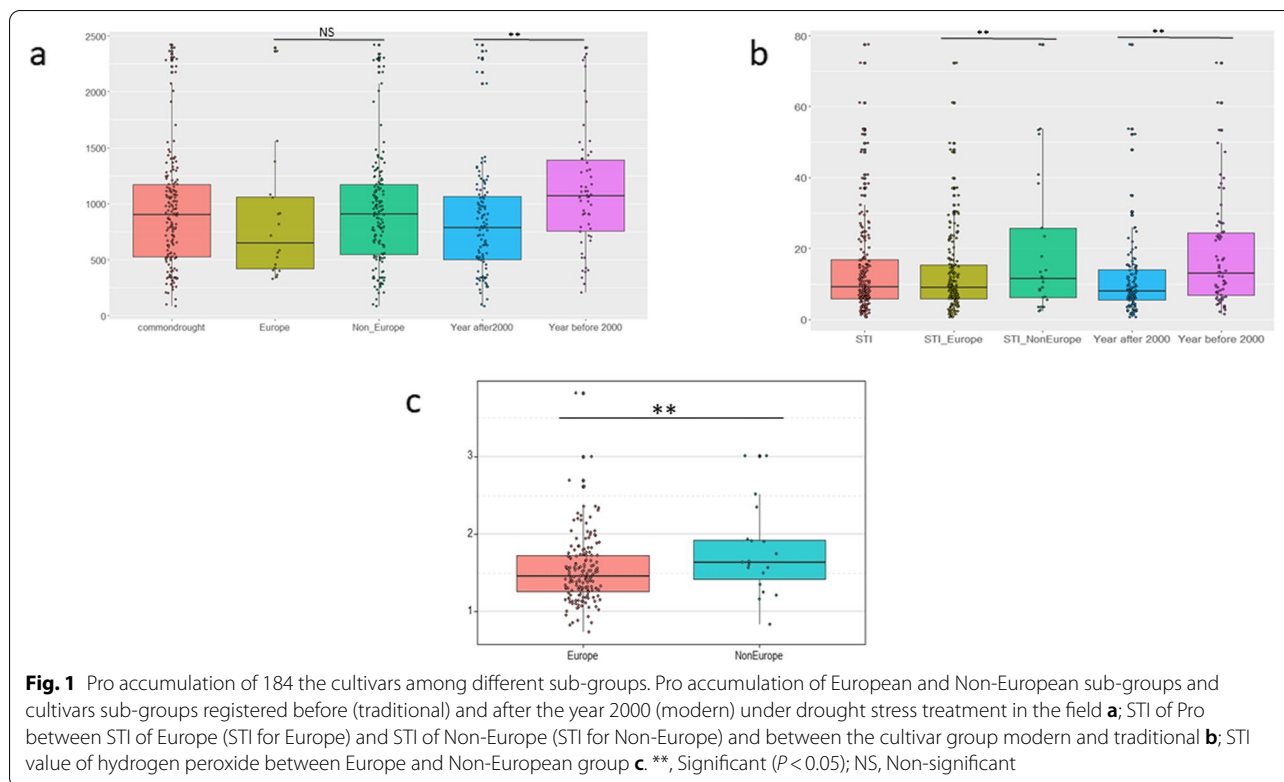 a
NS
**
2500
2000
1500
1000
500
0
commondrought Europe Non_Europe Year after2000 Year before 2000
b
**
**
80
60
40
20
0
STI STI_Europe STI_NonEurope Year after 2000 Year before 2000
c
**
3
2
1
Europe NonEurope
Fig. 1 Pro accumulation of 184 the cultivars among different sub-groups. Pro accumulation of European and Non-European sub-groups and
cultivars sub-groups registered before (traditional) and after the year 2000 (modern) under drought stress treatment in the field a; STI of Pro
between STI of Europe (STI for Europe) and STI of Non-Europe (STI for Non-Europe) and between the cultivar group modern and traditional b; STI
value of hydrogen peroxide between Europe and Non-European group c. **, Significant (P < 0.05); NS, Non-significant